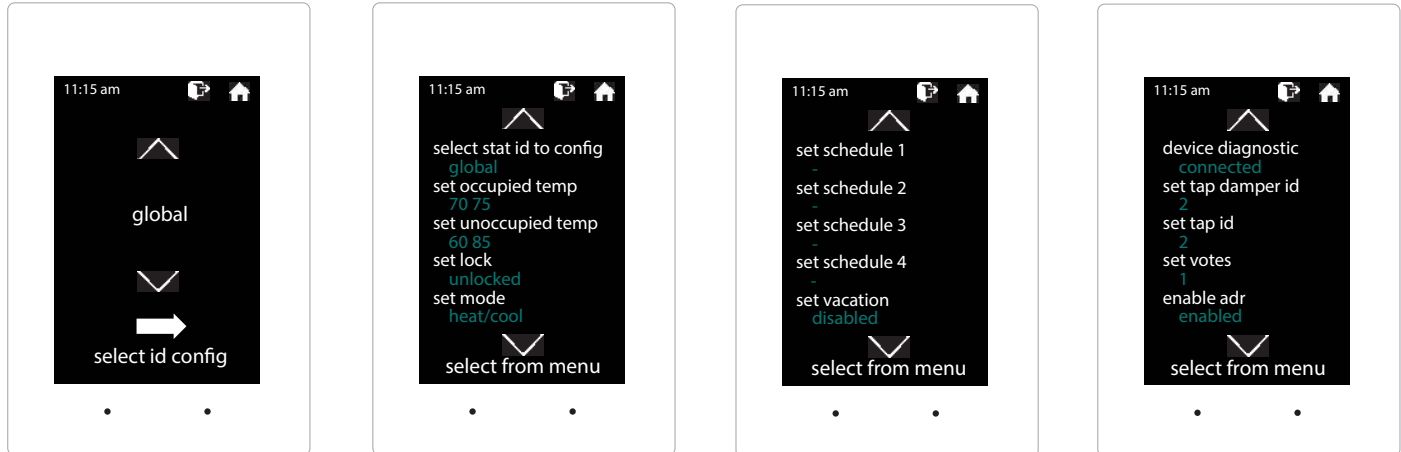 11:15 am
global
select id config
11:15 am
select stat id to config
global
set occupied temp
70 75
set unoccupied temp
60 85
set lock
unlocked
set mode
heat/cool
select from menu
11:15 am
set schedule 1
-
set schedule 2
-
set schedule 3
-
set schedule 4
-
set vacation
disabled
select from menu
11:15 am
device diagnostic
connected
set tap damper id
2
set tap id
2
set votes
1
enable adr
enabled
select from menu